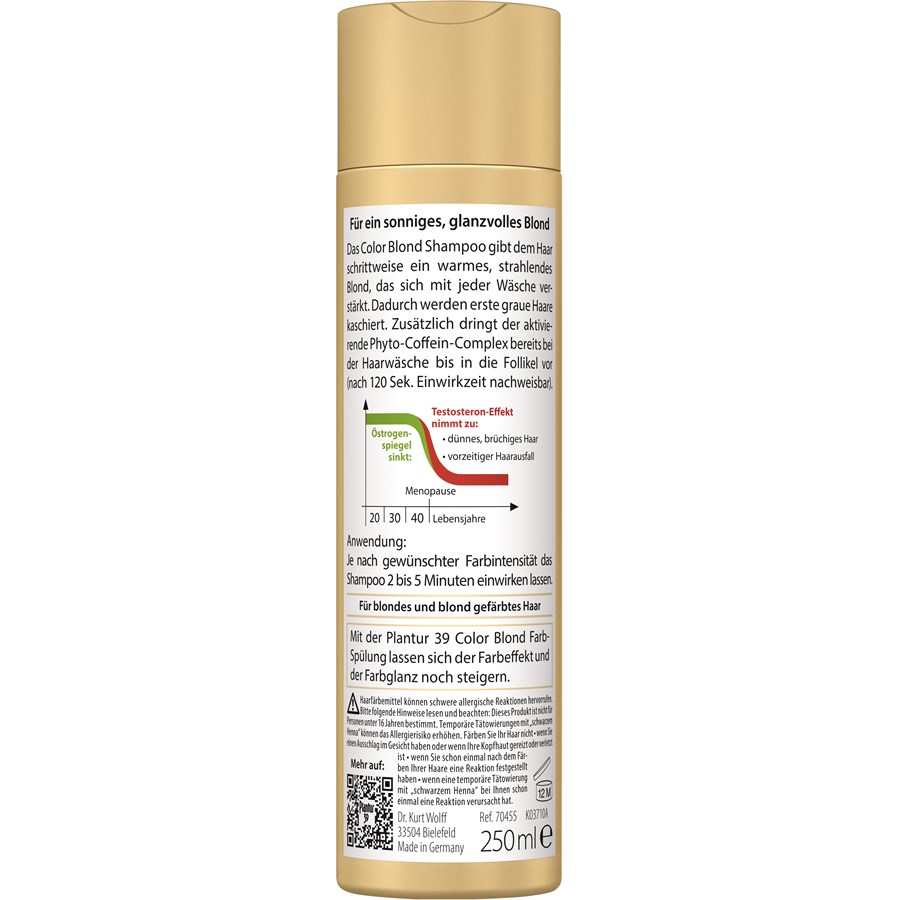 Für ein sonniges, glanzvolles Blond
Das Color Blond Shampoo gibt dem Haar
schrittweise ein warmes, strahlendes
Blond, das sich mit jeder Wäsche ver-
stärkt. Dadurch werden erste graue Haare
kaschiert. Zusätzlich dringt der aktivie-
rende Phyto-Coffein-Complex bereits bei
der Haarwäsche bis in die Follikel vor
(nach 120 Sek. Einwirkzeit nachweisbar).
Testosteron-Effekt
nimmt zu:
• dünnes, brüchiges Haar
• vorzeitiger Haarausfall
Östrogen-
spiegel
sinkt:
Menopause
20 30 40 Lebensjahre
Anwendung:
Je nach gewünschter Farbintensität das
Shampoo 2 bis 5 Minuten einwirken lassen.
Für blondes und blond gefärbtes Haar
Mit der Plantur 39 Color Blond Farb-
Spülung lassen sich der Farbeffekt und
der Farbglanz noch steigern.
Haarfärbemittel können schwere allergische Reaktionen hervorrufen.
Bitte folgende Hinweise lesen und beachten: Dieses Produkt ist nicht für
Personen unter 16 Jahren bestimmt. Temporäre Tätowierungen mit „schwarzem
Henna“ können das Allergierisiko erhöhen. Färben Sie Ihr Haar nicht • wenn Sie
einen Ausschlag im Gesicht haben oder wenn Ihre Kopfhaut gereizt oder verletzt
ist • wenn Sie schon einmal nach dem Fär-
ben Ihrer Haare eine Reaktion festgestellt
haben • wenn eine temporäre Tätowierung
mit „schwarzem Henna“ bei Ihnen schon
einmal eine Reaktion verursacht hat.
Mehr auf:
Plantur
39
12 M
Dr. Kurt Wolff
33504 Bielefeld
Made in Germany
Ref. 70455 K03710A
250 ml e